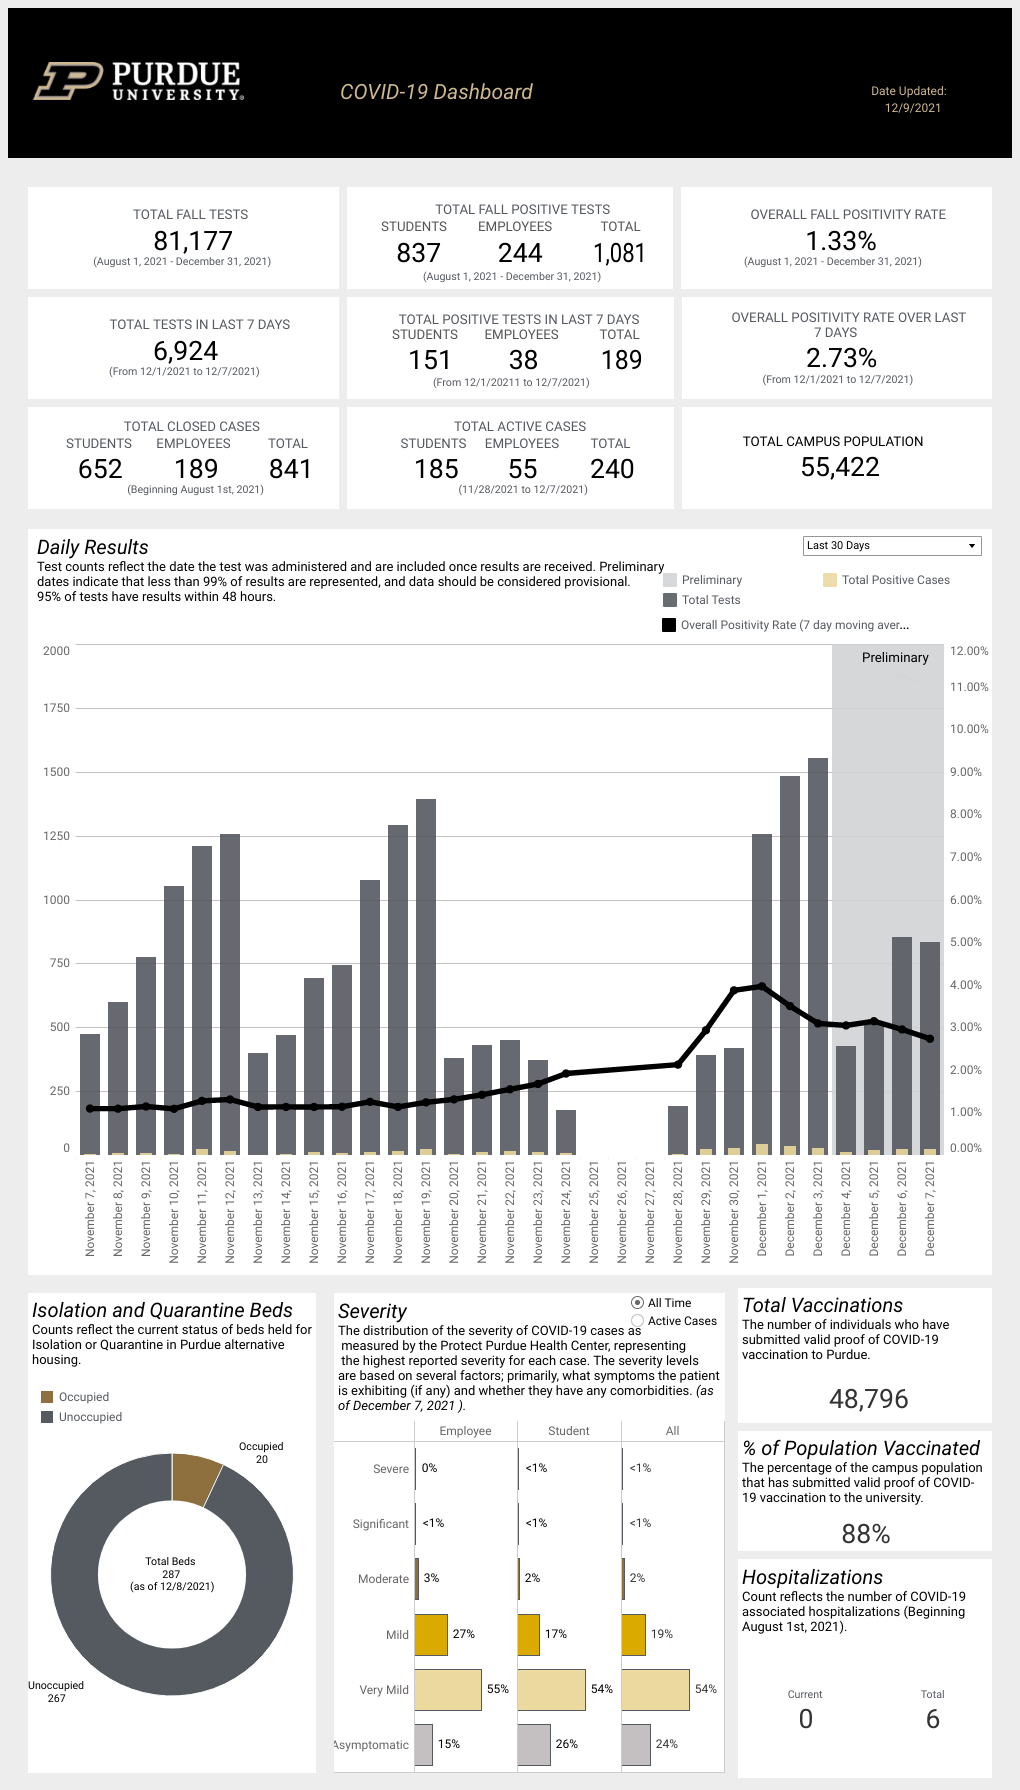 PURDUE
UNIVERSITY®
COVID-19 Dashboard
Date Updated:
12/9/2021
TOTAL FALL TESTS
81,177
(August 1, 2021 - December 31, 2021)
TOTAL FALL POSITIVE TESTS
STUDENTS EMPLOYEES TOTAL
837 244 1,081
(August 1, 2021 - December 31, 2021)
OVERALL FALL POSITIVITY RATE
1.33%
(August 1, 2021 - December 31, 2021)
TOTAL TESTS IN LAST 7 DAYS
6,924
(From 12/1/2021 to 12/7/2021)
TOTAL POSITIVE TESTS IN LAST 7 DAYS
STUDENTS EMPLOYEES TOTAL
151 38 189
(From 12/1/20211 to 12/7/2021)
OVERALL POSITIVITY RATE OVER LAST
7 DAYS
2.73%
(From 12/1/2021 to 12/7/2021)
TOTAL CLOSED CASES
STUDENTS EMPLOYEES TOTAL
652 189 841
(Beginning August 1st, 2021)
TOTAL ACTIVE CASES
STUDENTS EMPLOYEES TOTAL
185 55 240
(11/28/2021 to 12/7/2021)
TOTAL CAMPUS POPULATION
55,422
Daily Results
Test counts reflect the date the test was administered and are included once results are received. Preliminary
dates indicate that less than 99% of results are represented, and data should be considered provisional.
95% of tests have results within 48 hours.
Last 30 Days
Preliminary
Total Positive Cases
Total Tests
Overall Positivity Rate (7 day moving aver...
Preliminary
2000
1750
1500
1250
1000
750
500
250
0
12.00%
11.00%
10.00%
9.00%
8.00%
7.00%
6.00%
5.00%
4.00%
3.00%
2.00%
1.00%
0.00%
November 7, 2021
November 8, 2021
November 9, 2021
November 10, 2021
November 11, 2021
November 12, 2021
November 13, 2021
November 14, 2021
November 15, 2021
November 16, 2021
November 17, 2021
November 18, 2021
November 19, 2021
November 20, 2021
November 21, 2021
November 22, 2021
November 23, 2021
November 24, 2021
November 25, 2021
November 26, 2021
November 27, 2021
November 28, 2021
November 29, 2021
November 30, 2021
December 1, 2021
December 2, 2021
December 3, 2021
December 4, 2021
December 5, 2021
December 6, 2021
December 7, 2021
Isolation and Quarantine Beds
Counts reflect the current status of beds held for
Isolation or Quarantine in Purdue alternative
housing.
Occupied
Unoccupied
Occupied
20
Total Beds
287
(as of 12/8/2021)
Unoccupied
267
Severity
All Time
Active Cases
The distribution of the severity of COVID-19 cases as
measured by the Protect Purdue Health Center, representing
the highest reported severity for each case. The severity levels
are based on several factors; primarily, what symptoms the patient
is exhibiting (if any) and whether they have any comorbidities. (as
of December 7, 2021 ).
Employee Student All
Severe 0% <1% <1%
Significant <1% <1% <1%
Moderate 3% 2% 2%
Mild 27% 17% 19%
Very Mild 55% 54% 54%
Asymptomatic 15% 26% 24%
Total Vaccinations
The number of individuals who have
submitted valid proof of COVID-19
vaccination to Purdue.
48,796
% of Population Vaccinated
The percentage of the campus population
that has submitted valid proof of COVID-
19 vaccination to the university.
88%
Hospitalizations
Count reflects the number of COVID-19
associated hospitalizations (Beginning
August 1st, 2021).
Current Total
0 6